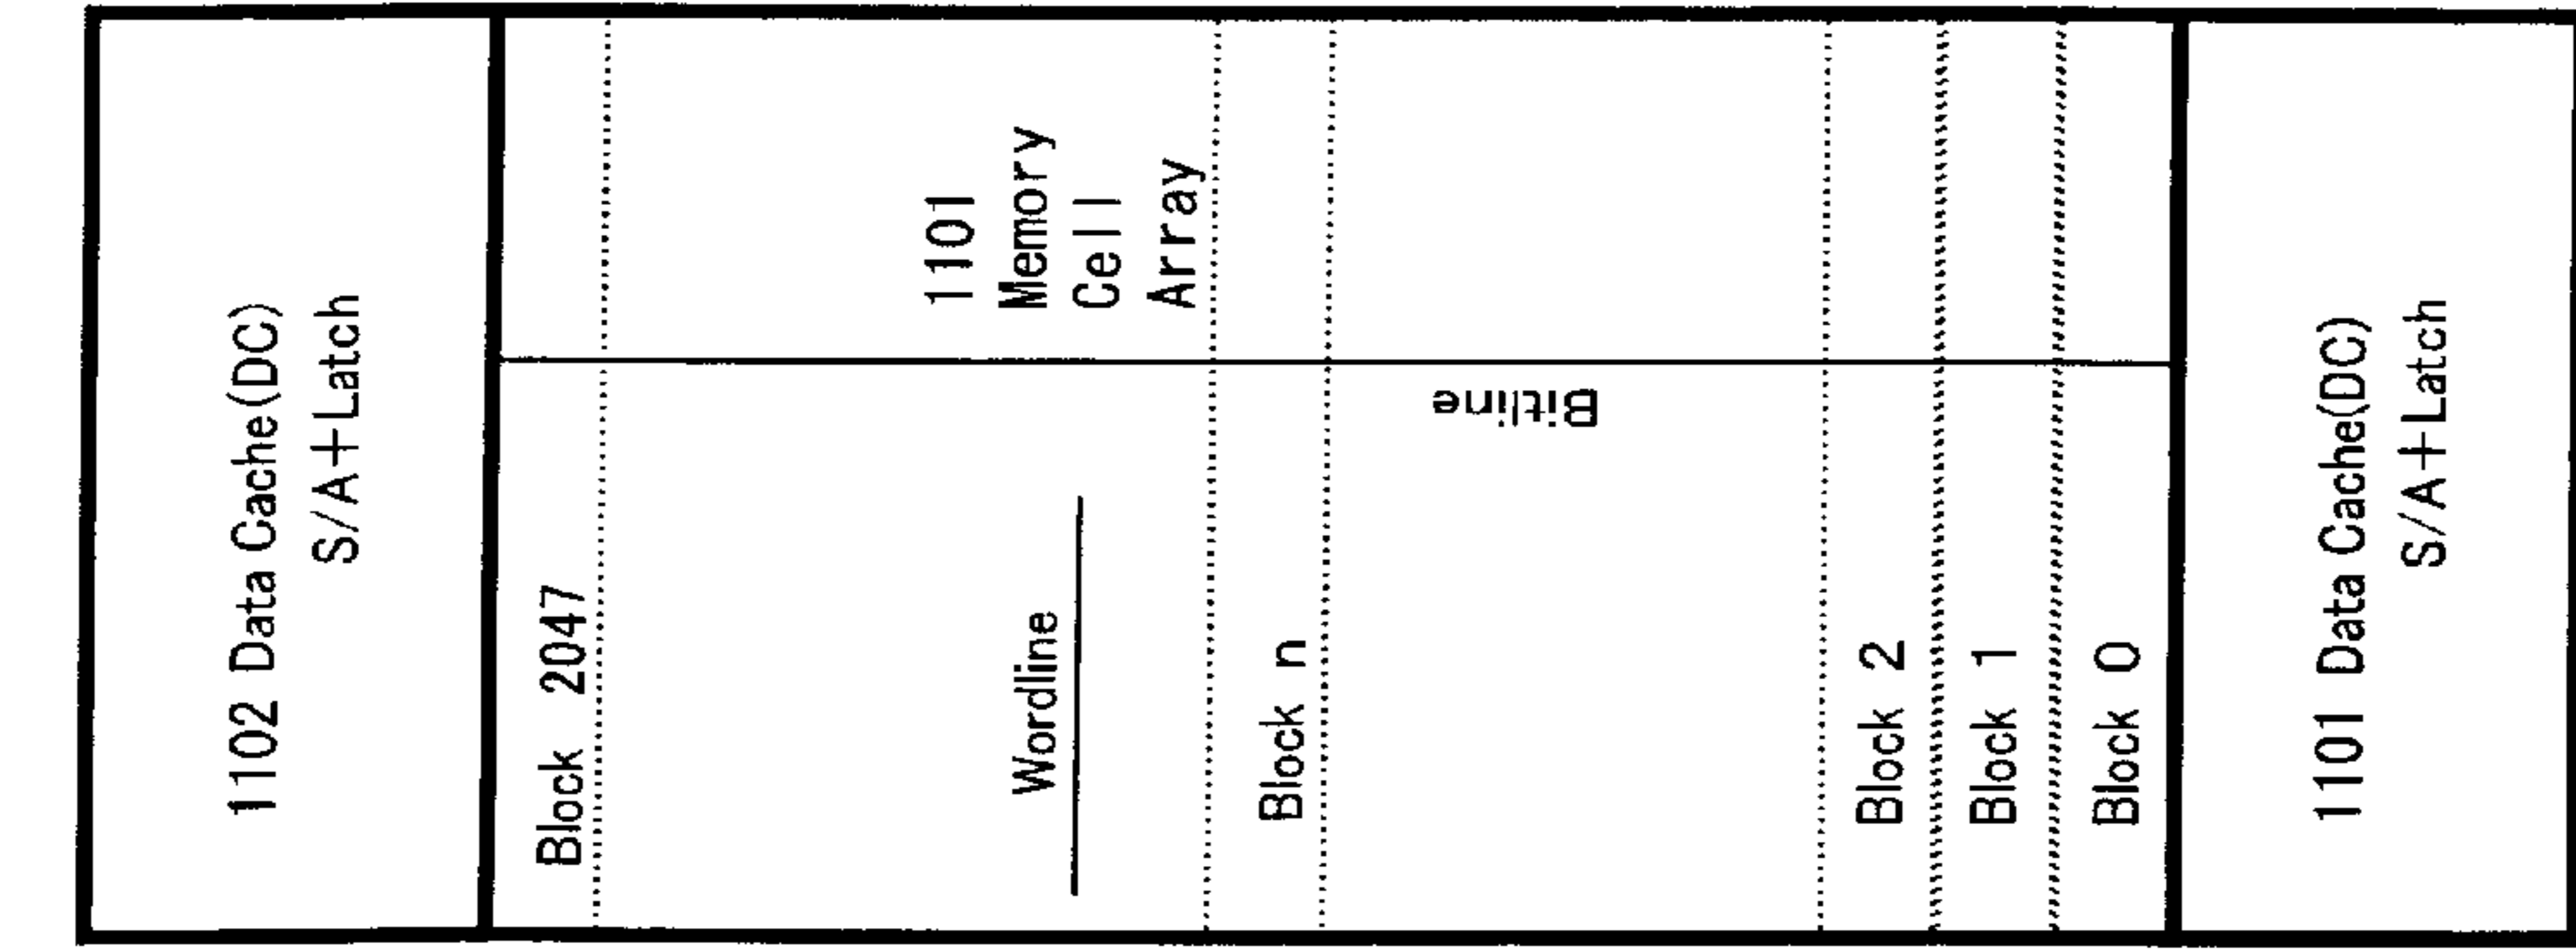 1102 Data Cache(DC)
S/A+Latch
Block 2047
1101
Memory
Cell
Array
Wordline
Block n
Bitline
Block 2
Block 1
Block 0
1101 Data Cache(DC)
S/A+Latch